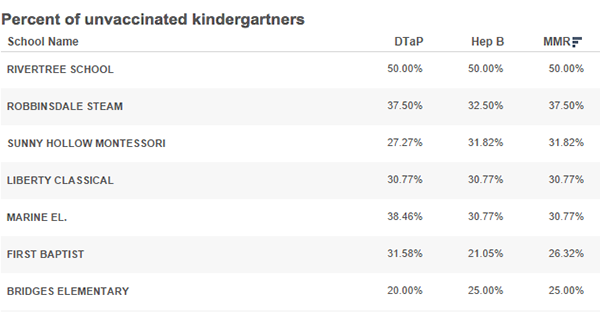 Percent of unvaccinated kindergartners
School Name DTaP Hep B MMR
RIVERTREE SCHOOL 50.00% 50.00% 50.00%
ROBBINSDALE STEAM 37.50% 32.50% 37.50%
SUNNY HOLLOW MONTESSORI 27.27% 31.82% 31.82%
LIBERTY CLASSICAL 30.77% 30.77% 30.77%
MARINE EL. 38.46% 30.77% 30.77%
FIRST BAPTIST 31.58% 21.05% 26.32%
BRIDGES ELEMENTARY 20.00% 25.00% 25.00%